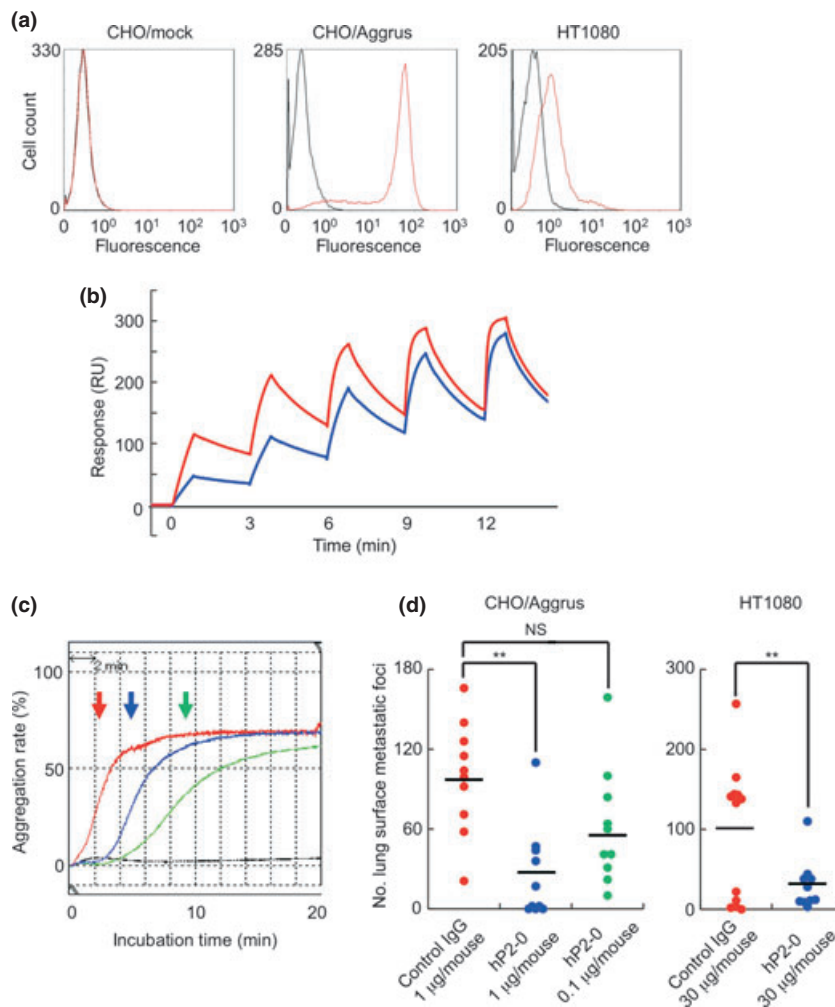 (a)
CHO/mock CHO/Aggrus HT1080
330 285 205
Cell count
0 0 0
0 10⁰ 10¹ 10² 10³ 0 10⁰ 10¹ 10² 10³ 0 10⁰ 10¹ 10² 10³
Fluorescence Fluorescence Fluorescence
(b)
300
200
100
0
Response (RU)
0 3 6 9 12
Time (min)
(c)
2 min
100
50
0
Aggregation rate (%)
0 10 20
Incubation time (min)
(d)
CHO/Aggrus HT1080
NS
** **
180 300
120 200
60 100
0 0
No. lung surface metastatic foci
Control IgG
1 µg/mouse
hP2-0
1 µg/mouse
hP2-0
0.1 µg/mouse
Control IgG
30 µg/mouse
hP2-0
30 µg/mouse